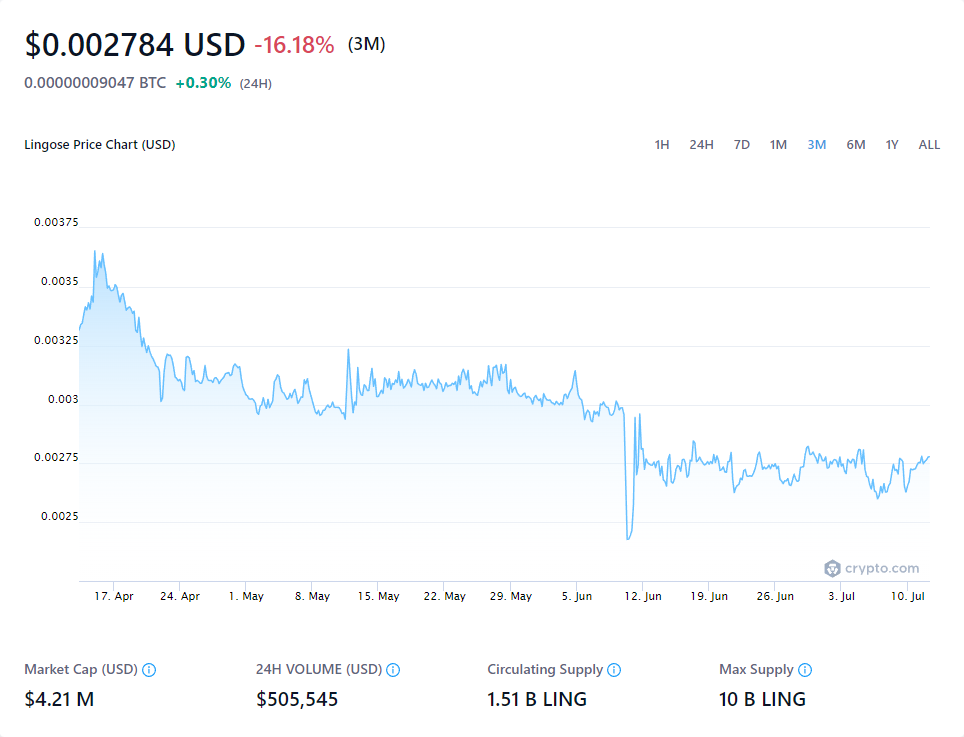 $0.002784 USD -16.18% (3M)
0.00000009047 BTC +0.30% (24H)
Lingose Price Chart (USD) 1H 24H 7D 1M 3M 6M 1Y ALL
0.00375
0.0035
0.00325
0.003
0.00275
0.0025
crypto.com
17. Apr 24. Apr 1. May 8. May 15. May 22. May 29. May 5. Jun 12. Jun 19. Jun 26. Jun 3. Jul 10. Jul
Market Cap (USD) 24H VOLUME (USD) Circulating Supply Max Supply
$4.21 M $505,545 1.51 B LING 10 B LING